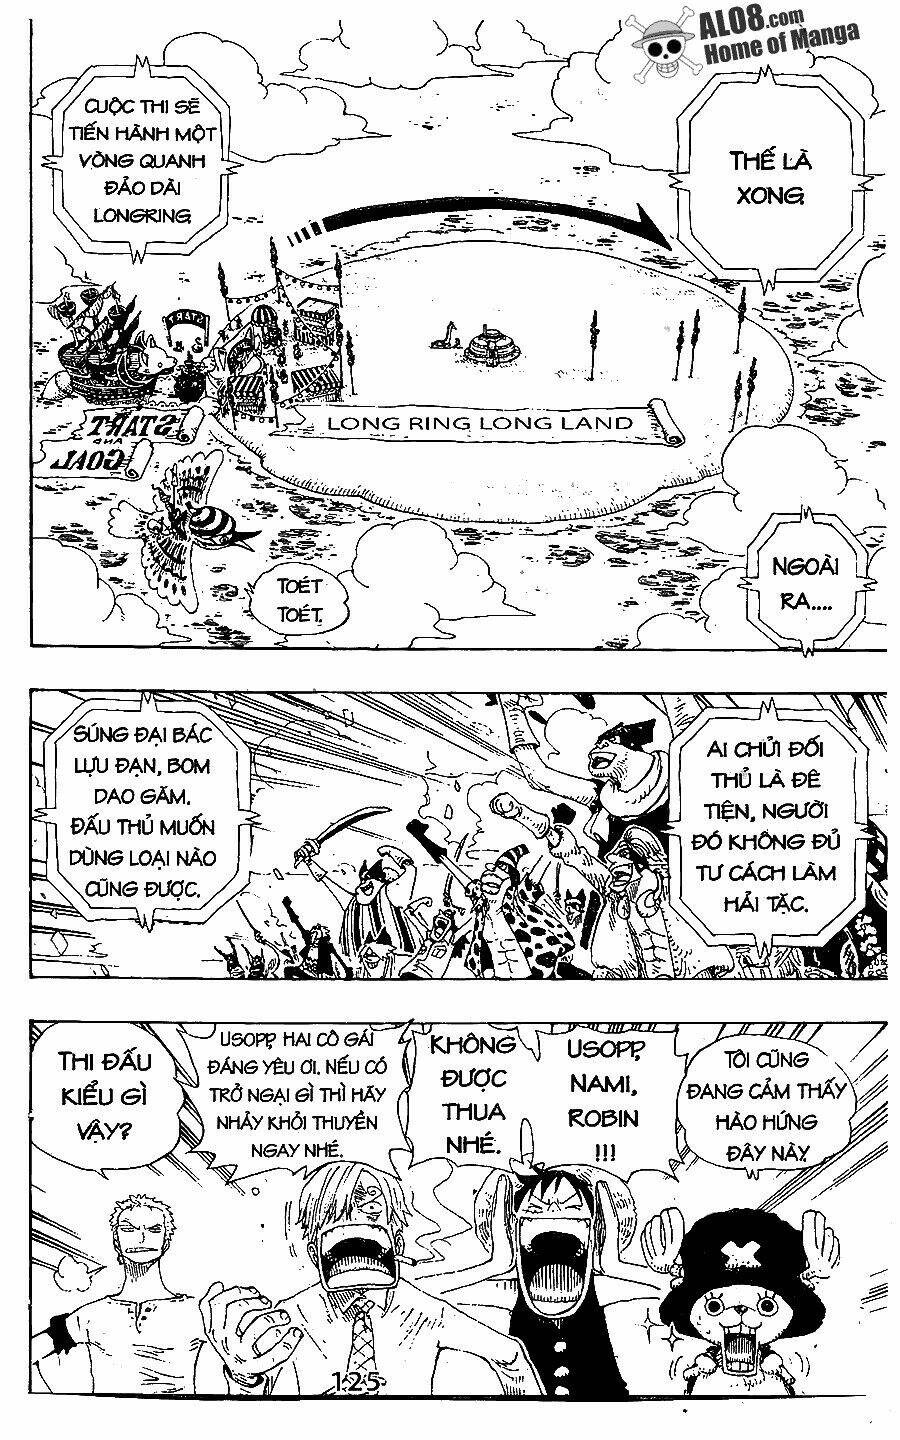 AL08.com
Home of Manga
THẾ LÀ
XONG
CUỘC THI SẼ
TIẾN HÀNH MỘT
VÒNG QUANH
ĐẢO DÀI
LONGRING
START
START
AND
GOAL
LONG RING LONG LAND
NGOÀI
RA....
TOÉT
TOÉT.
AI CHỬI ĐỐI
THỦ LÀ ĐÊ
TIỆN, NGƯỜI
ĐÓ KHÔNG ĐỦ
TƯ CÁCH LÀM
HẢI TẶC.
SÚNG ĐẠI BÁC
LỰU ĐẠN, BOM
DAO GĂM.
ĐẤU THỦ MUỐN
DÙNG LOẠI NÀO
CŨNG ĐƯỢC.
TÔI CŨNG
ĐANG CẢM THẤY
HÀO HỨNG
ĐÂY NÀY.
USOPP,
NAMI,
ROBIN
!!!
KHÔNG
ĐƯỢC
THUA
NHÉ.
USOPP, HAI CÔ GÁI
ĐÁNG YÊU ƠI. NẾU CÓ
TRỞ NGẠI GÌ THÌ HÃY
NHẢY KHỎI THUYỀN
NGAY NHÉ.
THI ĐẤU
KIỂU GÌ
VẬY?
125